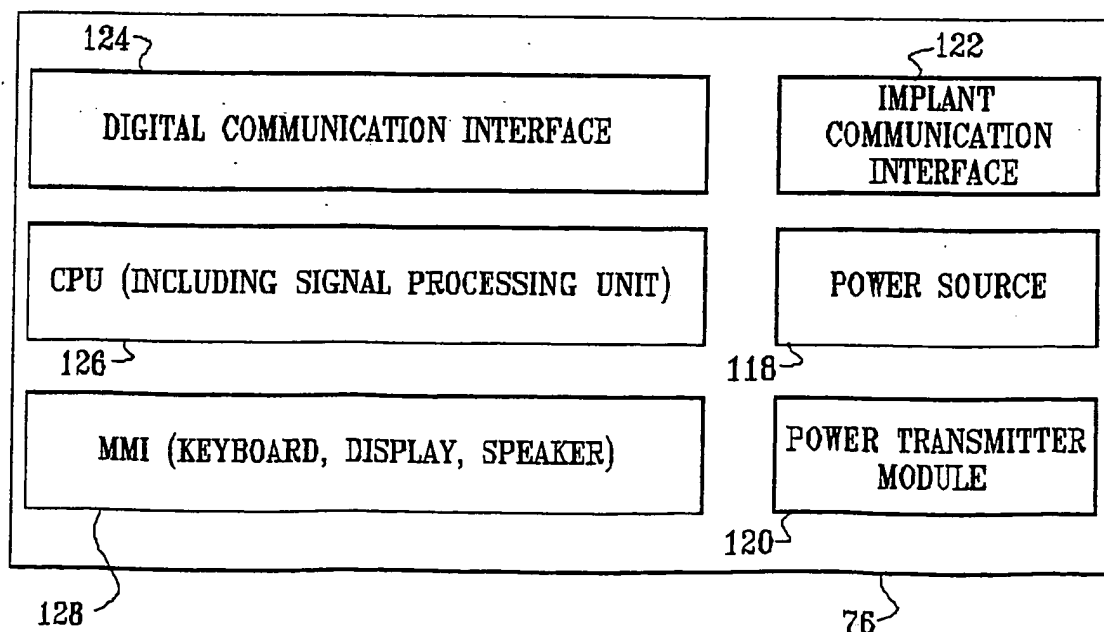 124
122
DIGITAL COMMUNICATION INTERFACE
IMPLANT
COMMUNICATION
INTERFACE
CPU (INCLUDING SIGNAL PROCESSING UNIT)
POWER SOURCE
126
118
MMI (KEYBOARD, DISPLAY, SPEAKER)
POWER TRANSMITTER
MODULE
120
128
76